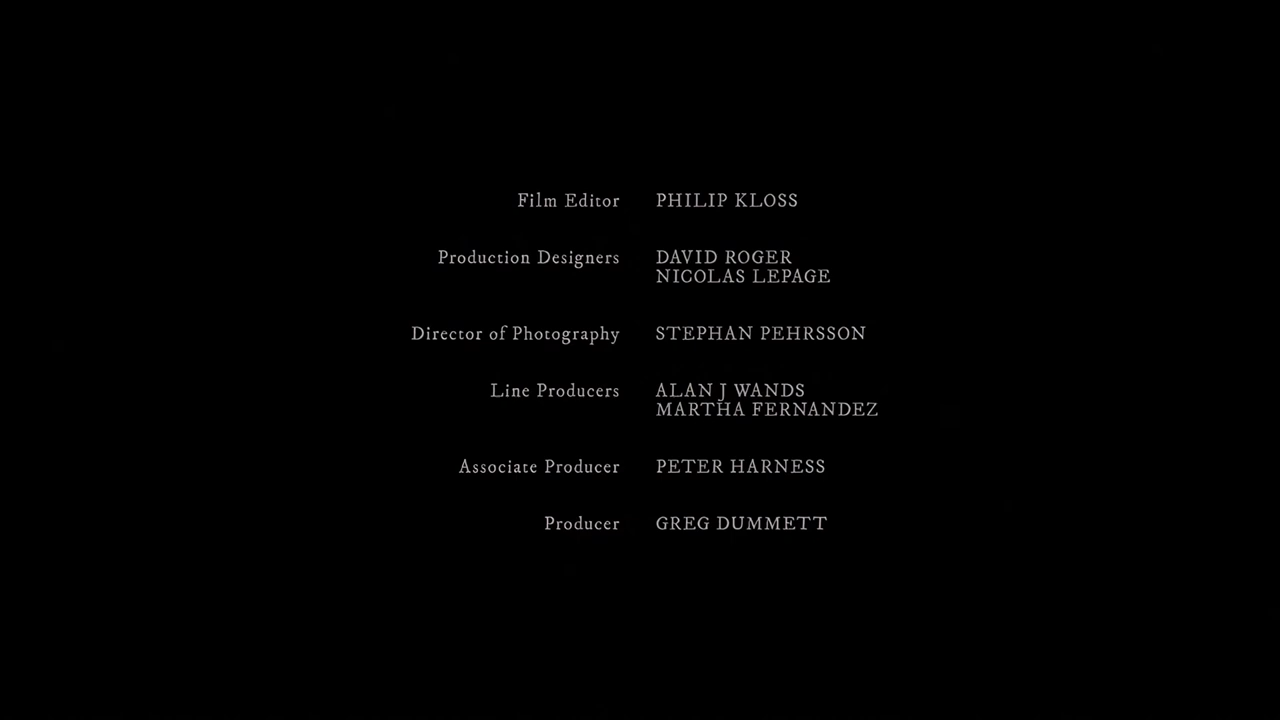 Film Editor PHILIP KLOSS
Production Designers DAVID ROGER
NICOLAS LEPAGE
Director of Photography STEPHAN PEHRSSON
Line Producers ALAN J WANDS
MARTHA FERNANDEZ
Associate Producer PETER HARNESS
Producer GREG DUMMETT